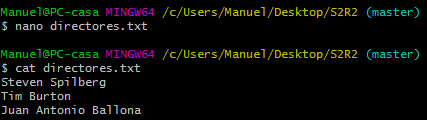 Manuel@PC-casa MINGW64 /c/Users/Manuel/Desktop/S2R2 (master)
$ nano directores.txt
Manuel@PC-casa MINGW64 /c/Users/Manuel/Desktop/S2R2 (master)
$ cat directores.txt
Steven Spilberg
Tim Burton
Juan Antonio Ballona